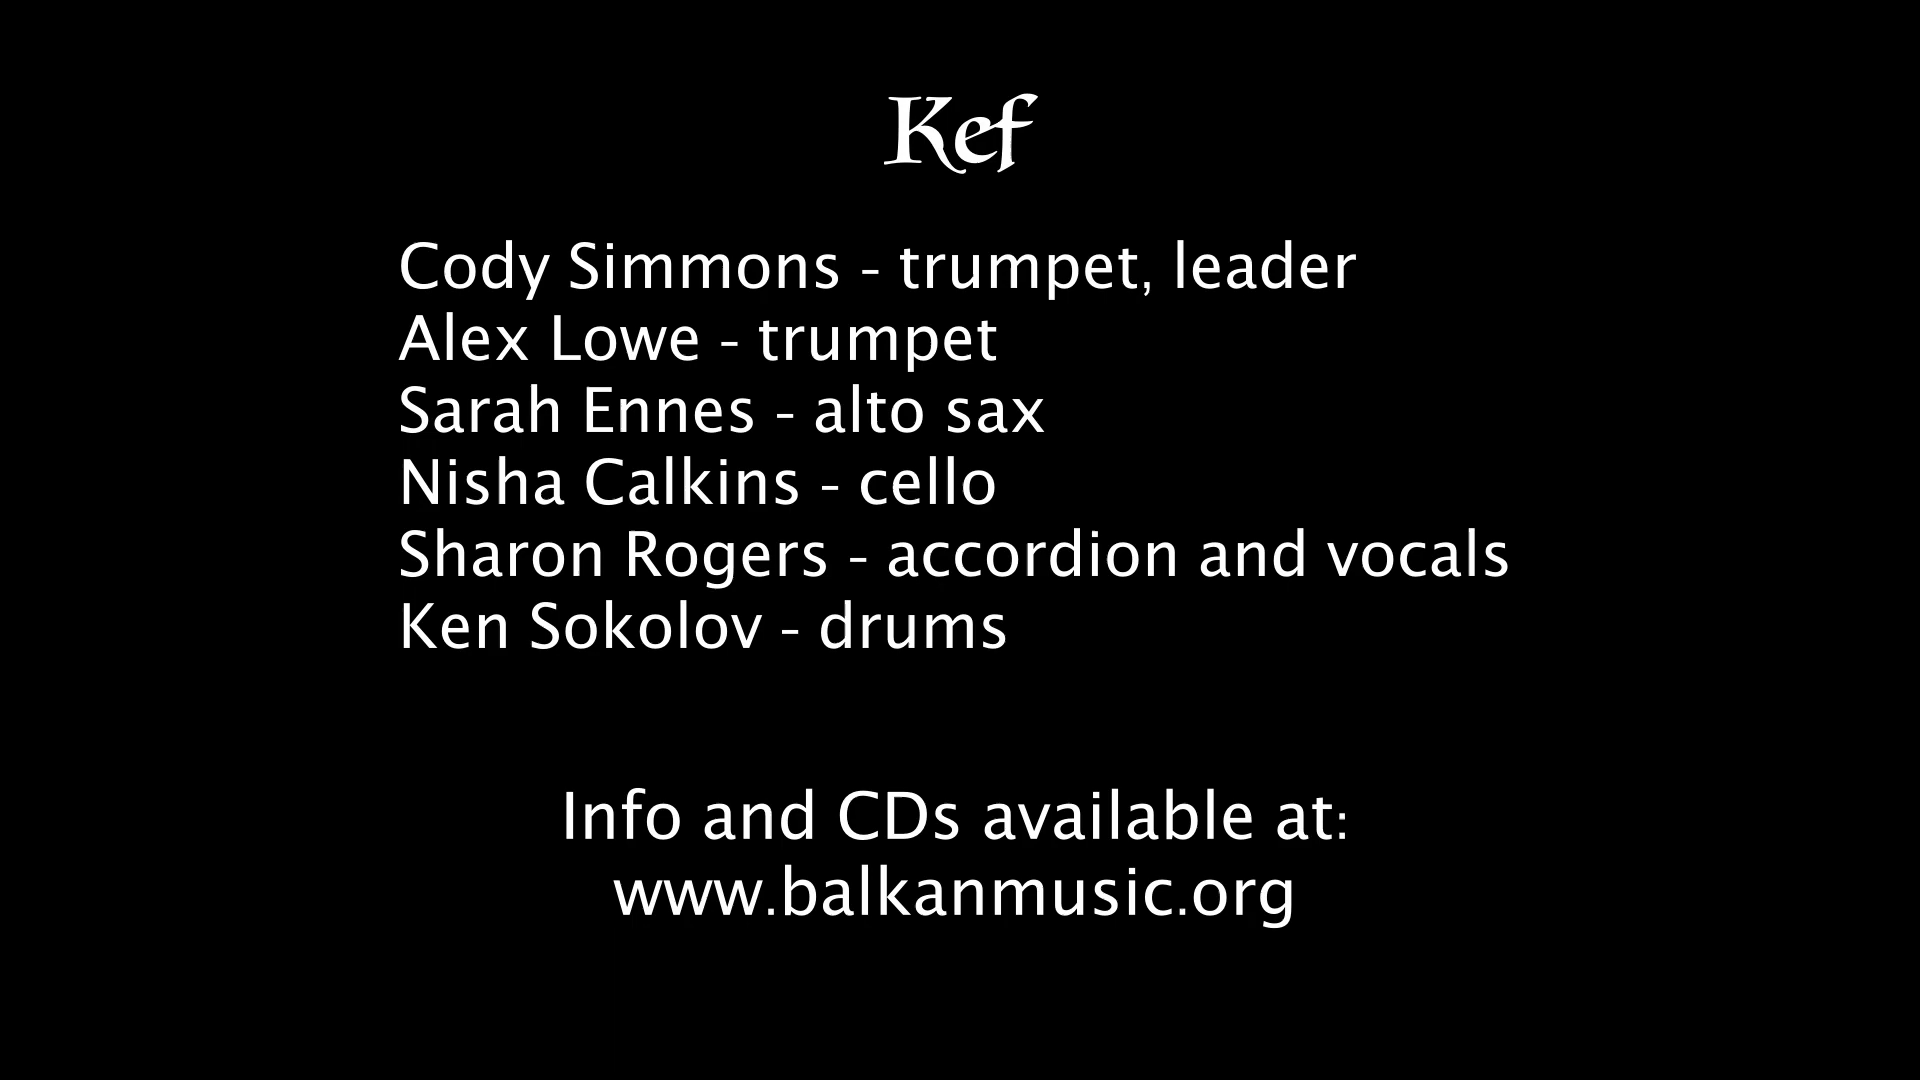 Kef
Cody Simmons - trumpet, leader
Alex Lowe - trumpet
Sarah Ennes - alto sax
Nisha Calkins - cello
Sharon Rogers - accordion and vocals
Ken Sokolov - drums
Info and CDs available at:
www.balkanmusic.org